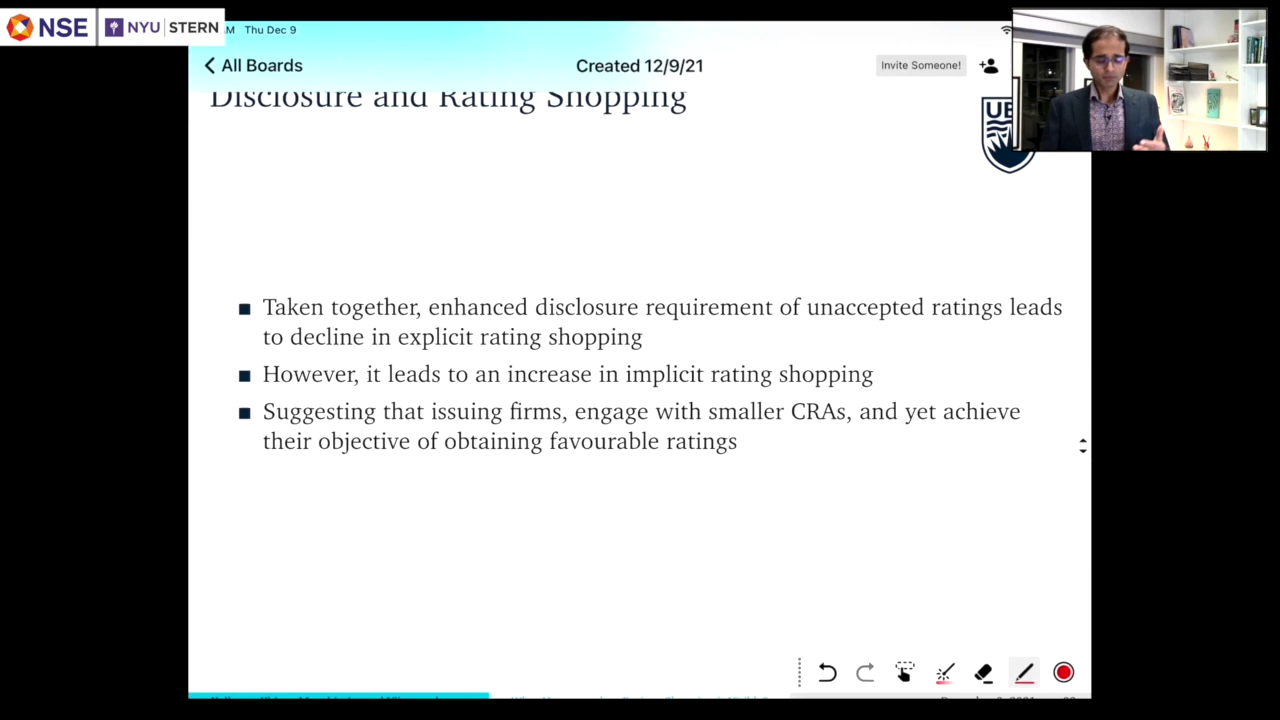 NSE
NYU STERN
AM Thu Dec 9
All Boards
Created 12/9/21
Invite Someone!
Disclosure and Rating Shopping
UB
Taken together, enhanced disclosure requirement of unaccepted ratings leads
to decline in explicit rating shopping
However, it leads to an increase in implicit rating shopping
Suggesting that issuing firms, engage with smaller CRAs, and yet achieve
their objective of obtaining favourable ratings